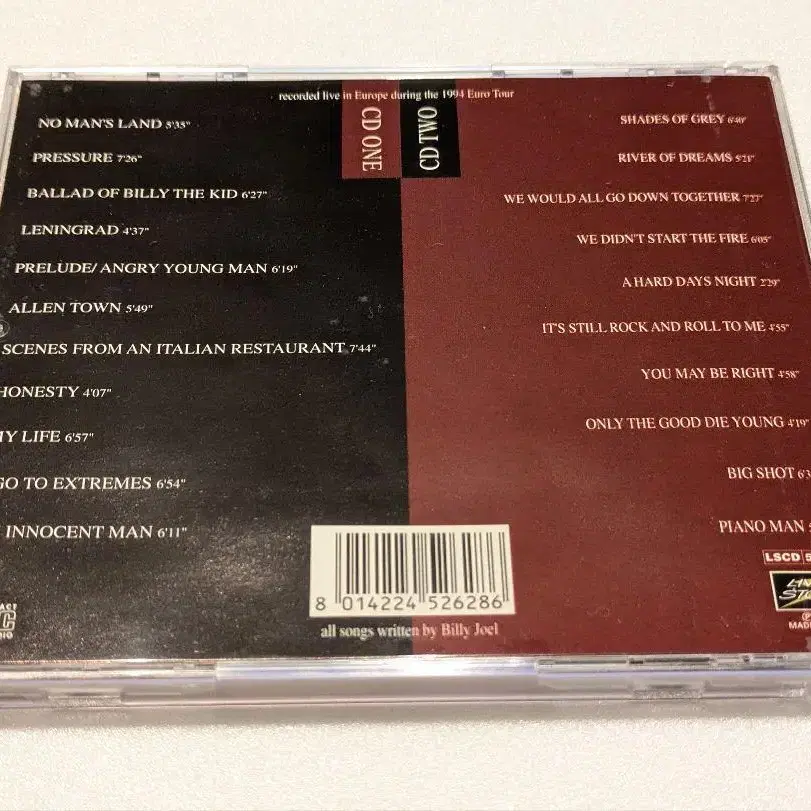 recorded live in Europe during the 1994 Euro Tour
CD ONE
NO MAN'S LAND 5'35"
PRESSURE 7'26"
BALLAD OF BILLY THE KID 6'27"
LENINGRAD 4'37"
PRELUDE/ ANGRY YOUNG MAN 6'19"
ALLEN TOWN 5'49"
SCENES FROM AN ITALIAN RESTAURANT 7'44"
HONESTY 4'07"
MY LIFE 6'57"
GO TO EXTREMES 6'54"
INNOCENT MAN 6'11"
CD TWO
SHADES OF GREY 6'40"
RIVER OF DREAMS 5'21"
WE WOULD ALL GO DOWN TOGETHER 7'27"
WE DIDN'T START THE FIRE 6'05"
A HARD DAYS NIGHT 2'29"
IT'S STILL ROCK AND ROLL TO ME 4'55"
YOU MAY BE RIGHT 4'58"
ONLY THE GOOD DIE YOUNG 4'19"
BIG SHOT 6'3
PIANO MAN
8 014224 526286
all songs written by Billy Joel
LSCD 5